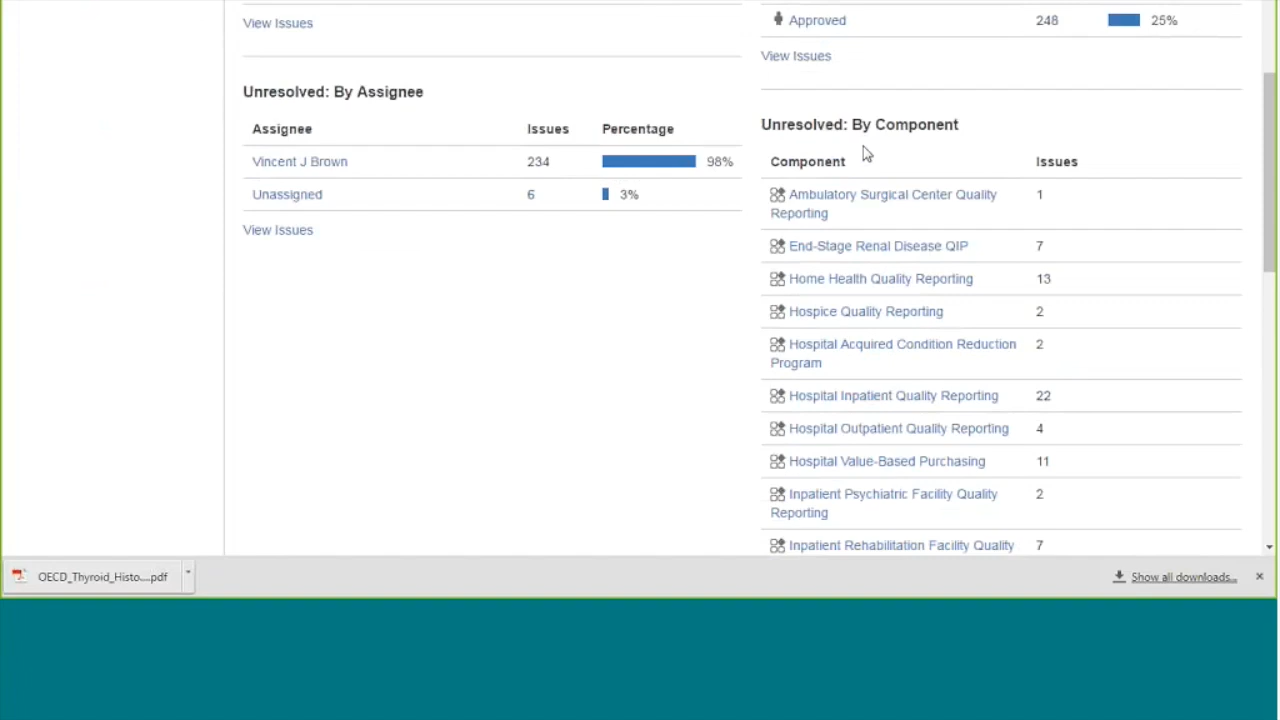 View Issues
Unresolved: By Assignee
Assignee Issues Percentage
Vincent J Brown 234 98%
Unassigned 6 3%
View Issues
Approved 248 25%
View Issues
Unresolved: By Component
Component Issues
Ambulatory Surgical Center Quality 1
Reporting
End-Stage Renal Disease QIP 7
Home Health Quality Reporting 13
Hospice Quality Reporting 2
Hospital Acquired Condition Reduction 2
Program
Hospital Inpatient Quality Reporting 22
Hospital Outpatient Quality Reporting 4
Hospital Value-Based Purchasing 11
Inpatient Psychiatric Facility Quality 2
Reporting
Inpatient Rehabilitation Facility Quality 7
OECD_Thyroid_Histo....pdf
Show all downloads...